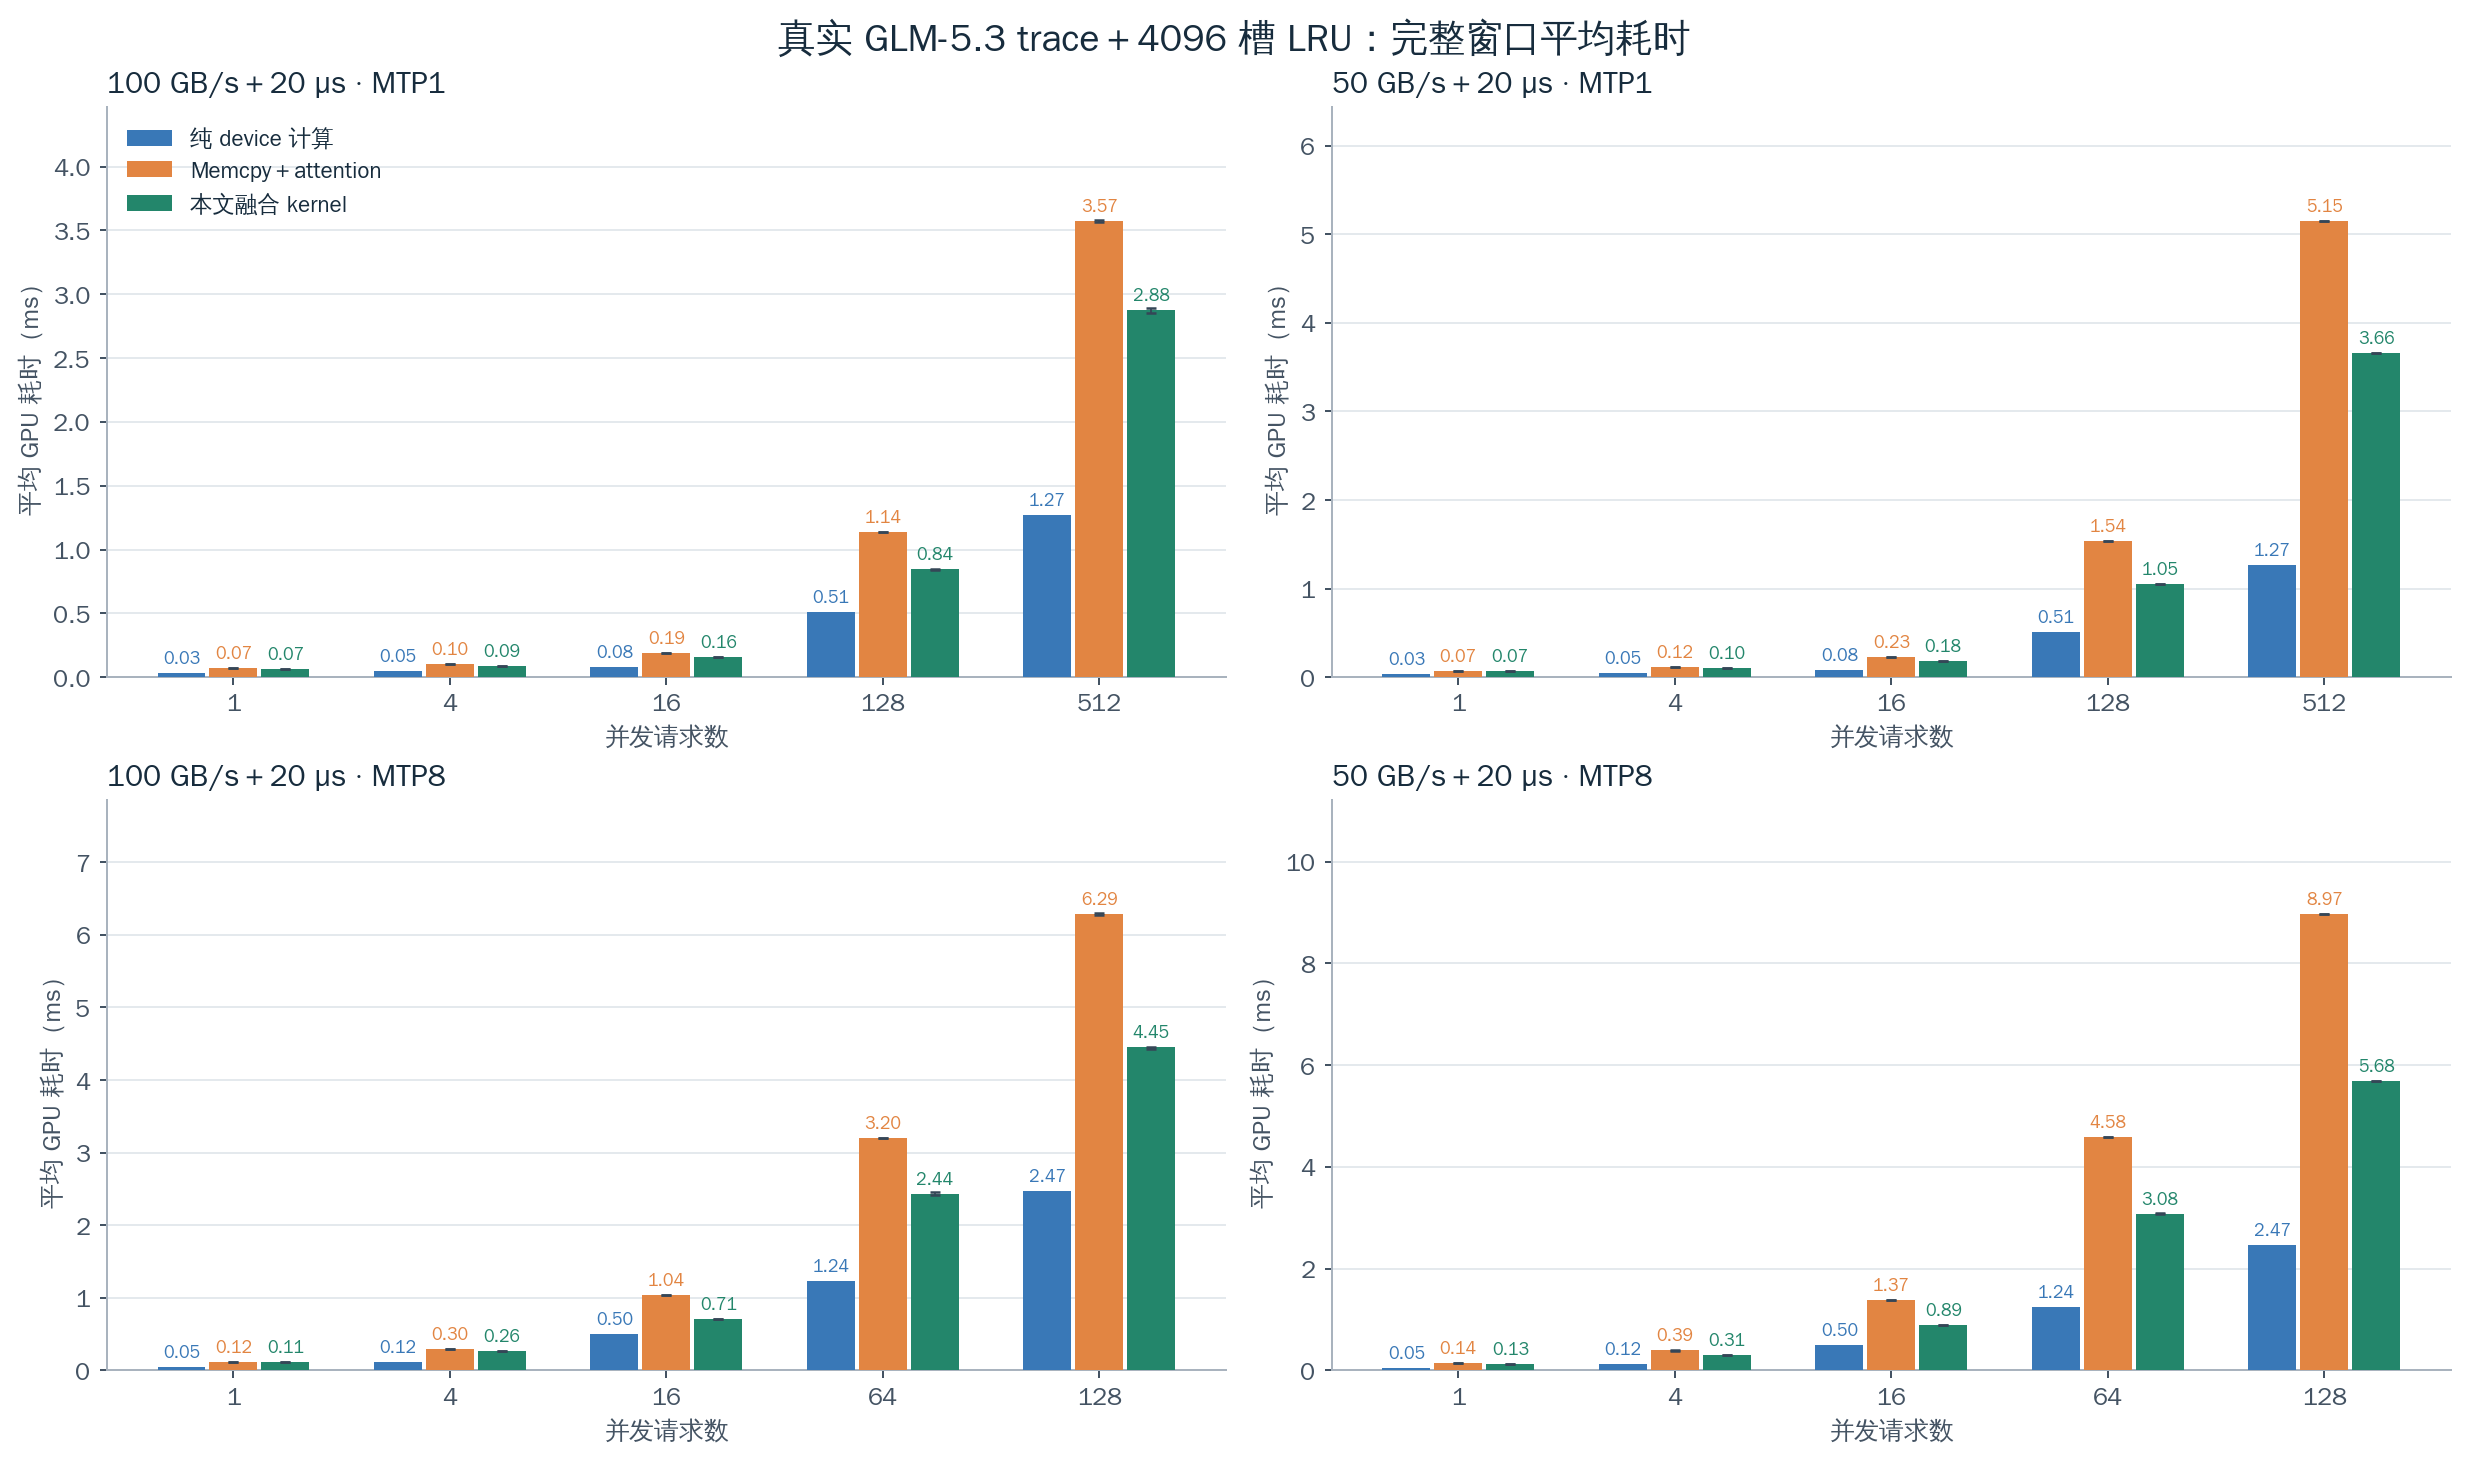 真实 GLM-5.3 trace + 4096 槽 LRU：完整窗口平均耗时
100 GB/s + 20 µs · MTP1
纯 device 计算
Memcpy + attention
本文融合 kernel
平均 GPU 耗时（ms）
4.0
3.5
3.0
2.5
2.0
1.5
1.0
0.5
0.0
0.03 0.07 0.07
0.05 0.10 0.09
0.08 0.19 0.16
0.51 1.14 0.84
1.27 3.57 2.88
1 4 16 128 512
并发请求数
50 GB/s + 20 µs · MTP1
平均 GPU 耗时（ms）
6
5
4
3
2
1
0
0.03 0.07 0.07
0.05 0.12 0.10
0.08 0.23 0.18
0.51 1.54 1.05
1.27 5.15 3.66
1 4 16 128 512
并发请求数
100 GB/s + 20 µs · MTP8
平均 GPU 耗时（ms）
7
6
5
4
3
2
1
0
0.05 0.12 0.11
0.12 0.30 0.26
0.50 1.04 0.71
1.24 3.20 2.44
2.47 6.29 4.45
1 4 16 64 128
并发请求数
50 GB/s + 20 µs · MTP8
平均 GPU 耗时（ms）
10
8
6
4
2
0
0.05 0.14 0.13
0.12 0.39 0.31
0.50 1.37 0.89
1.24 4.58 3.08
2.47 8.97 5.68
1 4 16 64 128
并发请求数